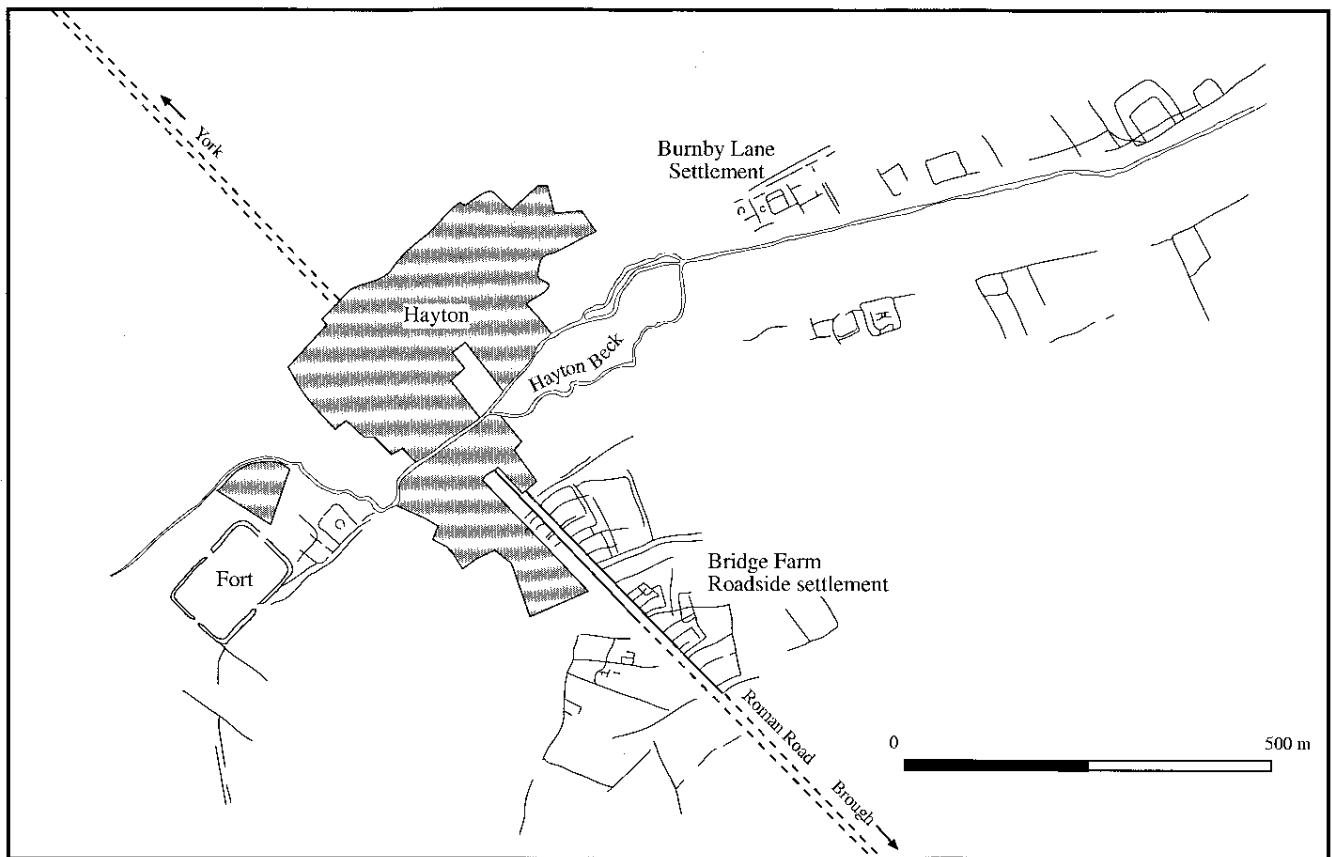 York
Burnby Lane
Settlement
Hayton
Hayton Beck
Fort
Bridge Farm
Roadside settlement
Roman Road
Brough
0
500 m